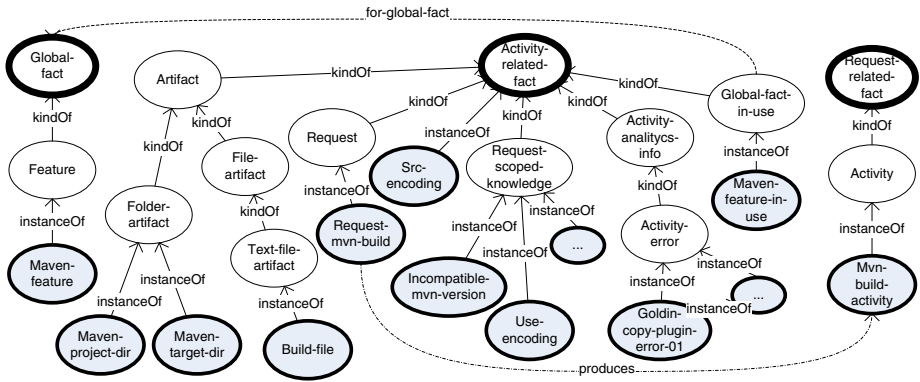 for-global-fact
Global-
fact
Activity-
related-
fact
Request-
related-
fact
Artifact
kindOf
kindOf
Global-fact-
in-use
kindOf
kindOf
kindOf
kindOf
kindOf
kindOf
kindOf
Request
instanceOf
Activity-
analitycs-
info
instanceOf
Feature
File-
artifact
Src-
encoding
Request-
scoped-
knowledge
Maven-
feature-in-
use
Activity
instanceOf
kindOf
kindOf
instanceOf
Folder-
artifact
kindOf
Request-
mvn-build
instanceOf
instanceOf
instanceOf
Activity-
error
Text-file-
artifact
...
Maven-
feature
instanceOf
instanceOf
instanceOf
instanceOf
instanceOf
Incompatible-
mvn-version
instanceOf
...
Mvn-
build-
activity
instanceOf
Maven-
project-dir
Maven-
target-dir
Build-file
Use-
encoding
Goldin-
copy-plugin-
error-01
produces